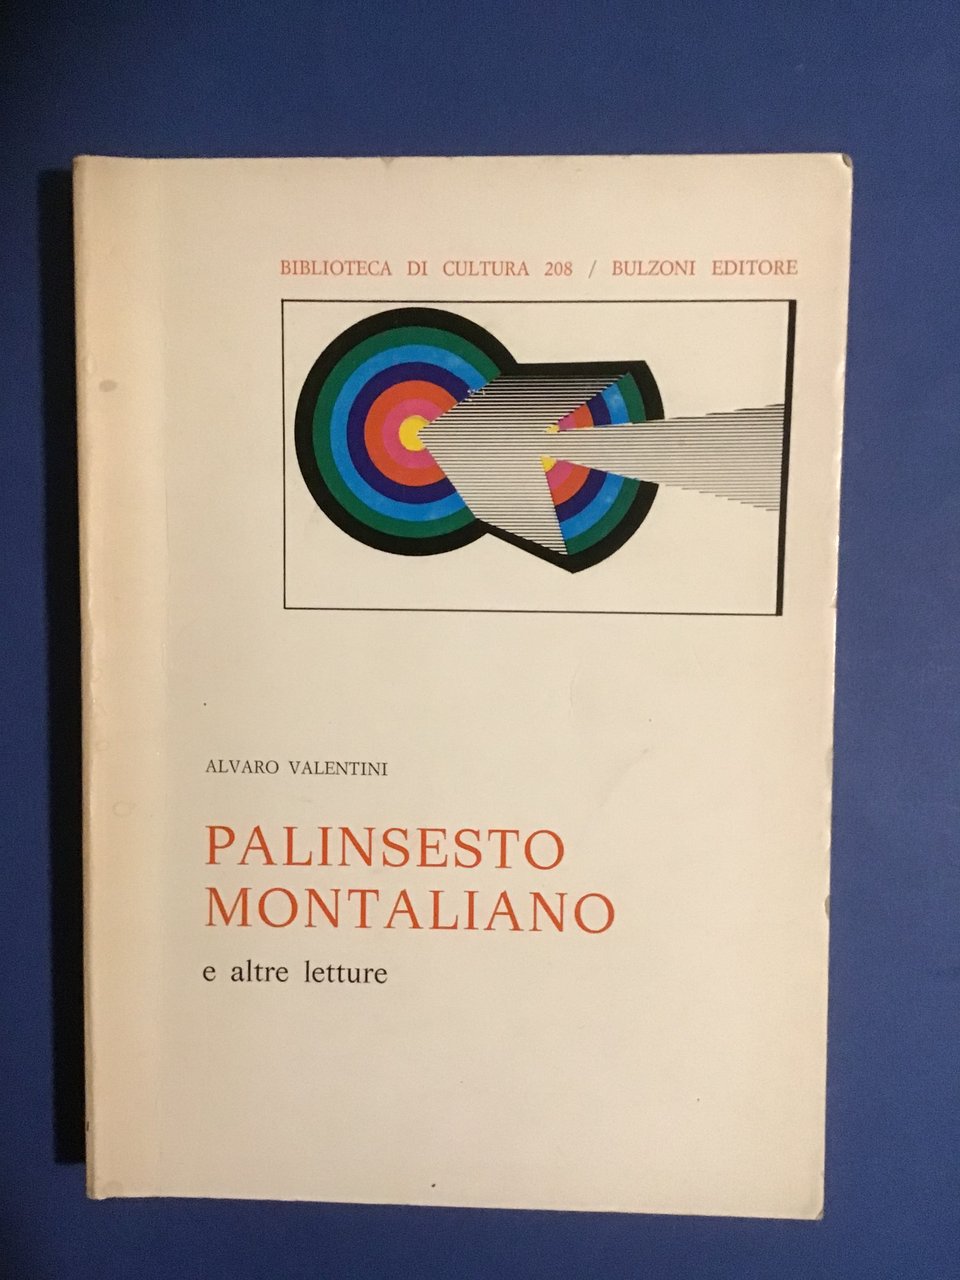 BIBLIOTECA DI CULTURA 208 / BULZONI EDITORE
ALVARO VALENTINI
PALINSESTO
MONTALIANO
e altre letture